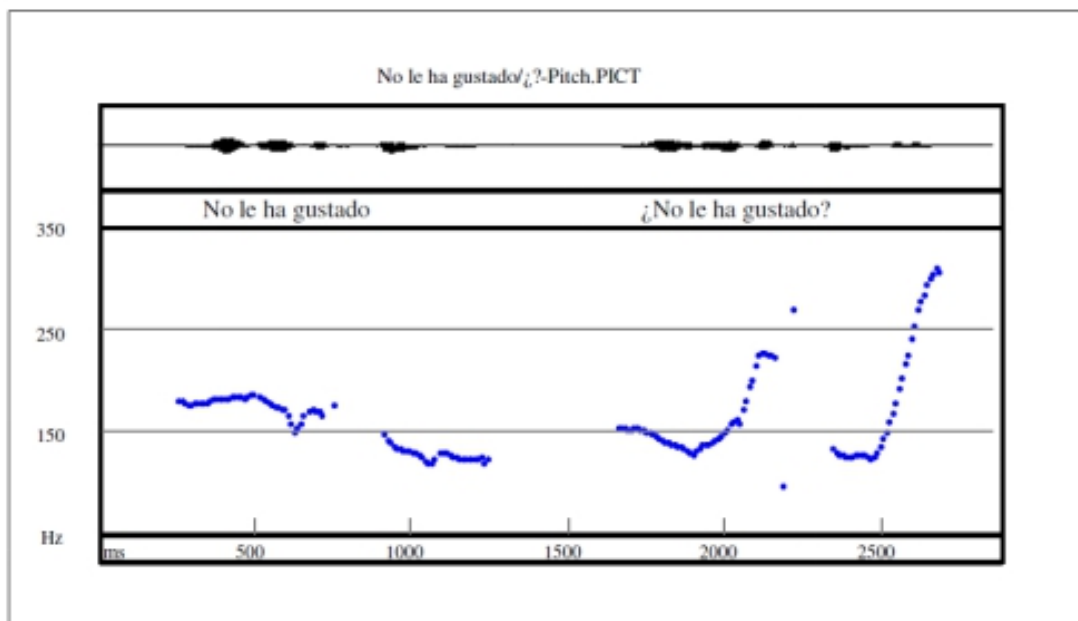 No le ha gustado/¿?-Pitch.PICT
No le ha gustado ¿No le ha gustado?
350
250
150
Hz
ms 500 1000 1500 2000 2500